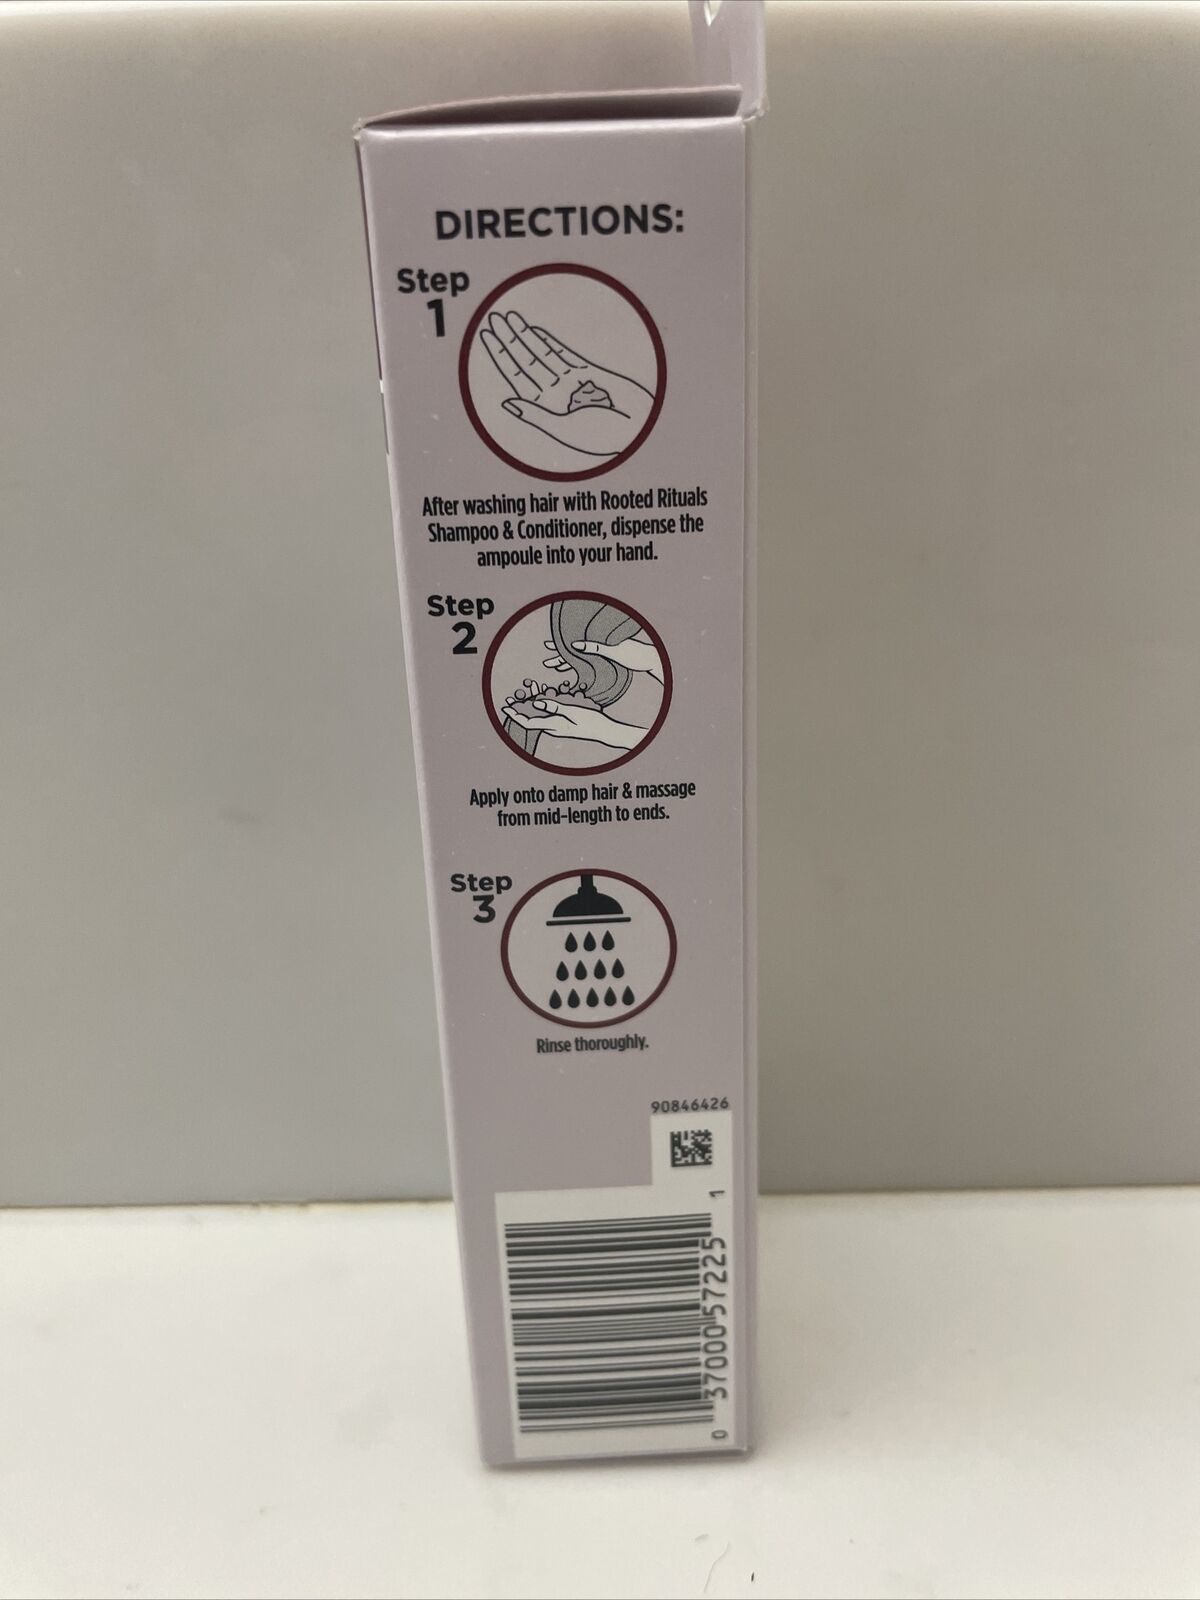 DIRECTIONS:
Step
1
After washing hair with Rooted Rituals
Shampoo & Conditioner, dispense the
ampoule into your hand.
Step
2
Apply onto damp hair & massage
from mid-length to ends.
Step
3
Rinse thoroughly.
90846426
0 37000 57225 1